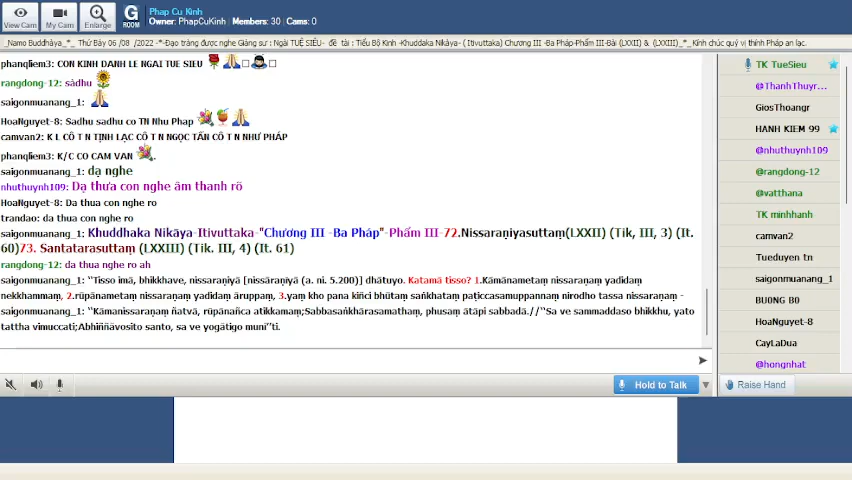 Phap Cu Kinh
Owner: PhapCuKinh | Members: 30 | Cams: 0
View Cam
My Cam
Enlarge
G
ROOM
_Namo Buddhàya_*_ Thứ Bảy 06 /08 /2022 -*-Đạo tràng được nghe Giảng sư : Ngài TUỆ SIÊU- đề tài : Tiểu Bộ Kinh -Khuddaka Nikàya- ( Itivuttaka) Chương III -Ba Pháp-Phẩm III-Bài (LXXII) & (LXXIII)_*_ Kính chúc quý vị thính Pháp an lạc.
phanqliem3: CON KINH DANH LE NGAI TUE SIEU
rangdong-12: sàdhu
saigonmuanang_1:
HoaNguyet-8: Sadhu sadhu co TN Nhu Phap
camvan2: K L CÔ T N TỊNH LẠC CÔ T N NGỌC TẤN CÔ T N NHƯ PHÁP
phanqliem3: K/C CO CAM VAN
saigonmuanang_1: dạ nghe
nhuthuynh109: Dạ thưa con nghe âm thanh rõ
HoaNguyet-8: Da thua con nghe ro
trandao: da thua con nghe ro
saigonmuanang_1: Khuddhaka Nikāya-Itivuttaka-"Chương III -Ba Pháp"-Phẩm III-72.Nissaraṇiyasuttaṃ(LXXII) (Tik, III, 3) (It.
60)73. Santatarasuttaṃ (LXXIII) (Tik. III, 4) (It. 61)
rangdong-12: da thua nghe ro ah
saigonmuanang_1: “Tisso imā, bhikkhave, nissaraṇiyā [nissāraṇiyā (a. ni. 5.200)] dhātuyo. Katamā tisso? 1.Kāmānametaṃ nissaraṇaṃ yadidaṃ
nekkhammaṃ, 2.rūpānametaṃ nissaraṇaṃ yadidaṃ āruppaṃ, 3.yaṃ kho pana kiñci bhūtaṃ saṅkhataṃ paṭiccasamuppannaṃ nirodho tassa nissaraṇaṃ -
saigonmuanang_1: “Kāmanissaraṇaṃ ñatvā, rūpānañca atikkamaṃ;Sabbasaṅkhārasamathaṃ, phusaṃ ātāpi sabbadā.//“Sa ve sammaddaso bhikkhu, yato
tattha vimuccati;Abhiññāvosito santo, sa ve yogātigo munī”ti.
Hold to Talk
TK TueSieu
@ThanhThuyr...
GiosThoangr
HANH KIEM 99
@nhuthuynh109
@rangdong-12
@vatthana
TK minhhanh
camvan2
Tueduyen tn
saigonmuanang_1
BU0NG B0
HoaNguyet-8
CayLaDua
@hongnhat
Raise Hand